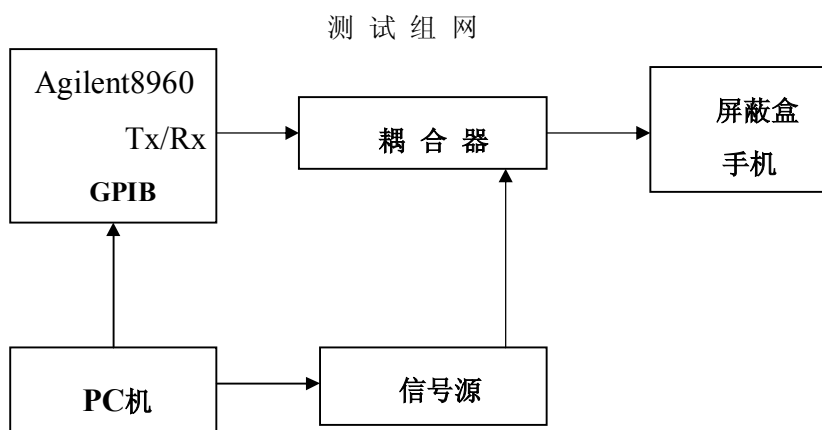 测 试 组 网
Agilent8960
Tx/Rx
GPIB
耦 合 器
屏蔽盒
手机
PC机
信号源